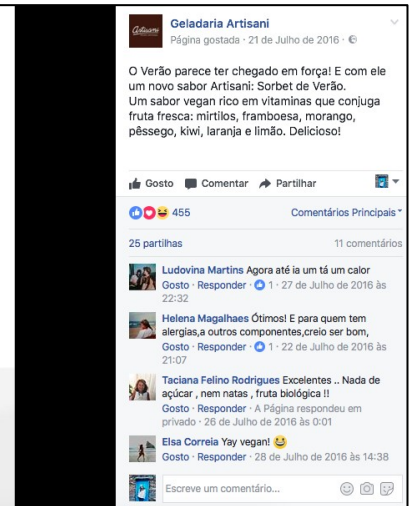 Artisani
Geladaria Artisani
Página gostada · 21 de Julho de 2016 ·
O Verão parece ter chegado em força! E com ele
um novo sabor Artisani: Sorbet de Verão.
Um sabor vegan rico em vitaminas que conjuga
fruta fresca: mirtilos, framboesa, morango,
pêssego, kiwi, laranja e limão. Delicioso!
Gosto Comentar Partilhar
455 Comentários Principais
25 partilhas 11 comentários
Ludovina Martins Agora até ia um tá um calor
Gosto · Responder · 1 · 27 de Julho de 2016 às
22:32
Helena Magalhaes Ótimos! E para quem tem
alergias,a outros componentes,creio ser bom,
Gosto · Responder · 1 · 22 de Julho de 2016 às
21:07
Taciana Felino Rodrigues Excelentes .. Nada de
açúcar , nem natas , fruta biológica !!
Gosto · Responder · A Página respondeu em
privado · 26 de Julho de 2016 às 0:01
Elsa Correia Yay vegan! 😆
Gosto · Responder · 28 de Julho de 2016 às 14:38
Escreve um comentário...